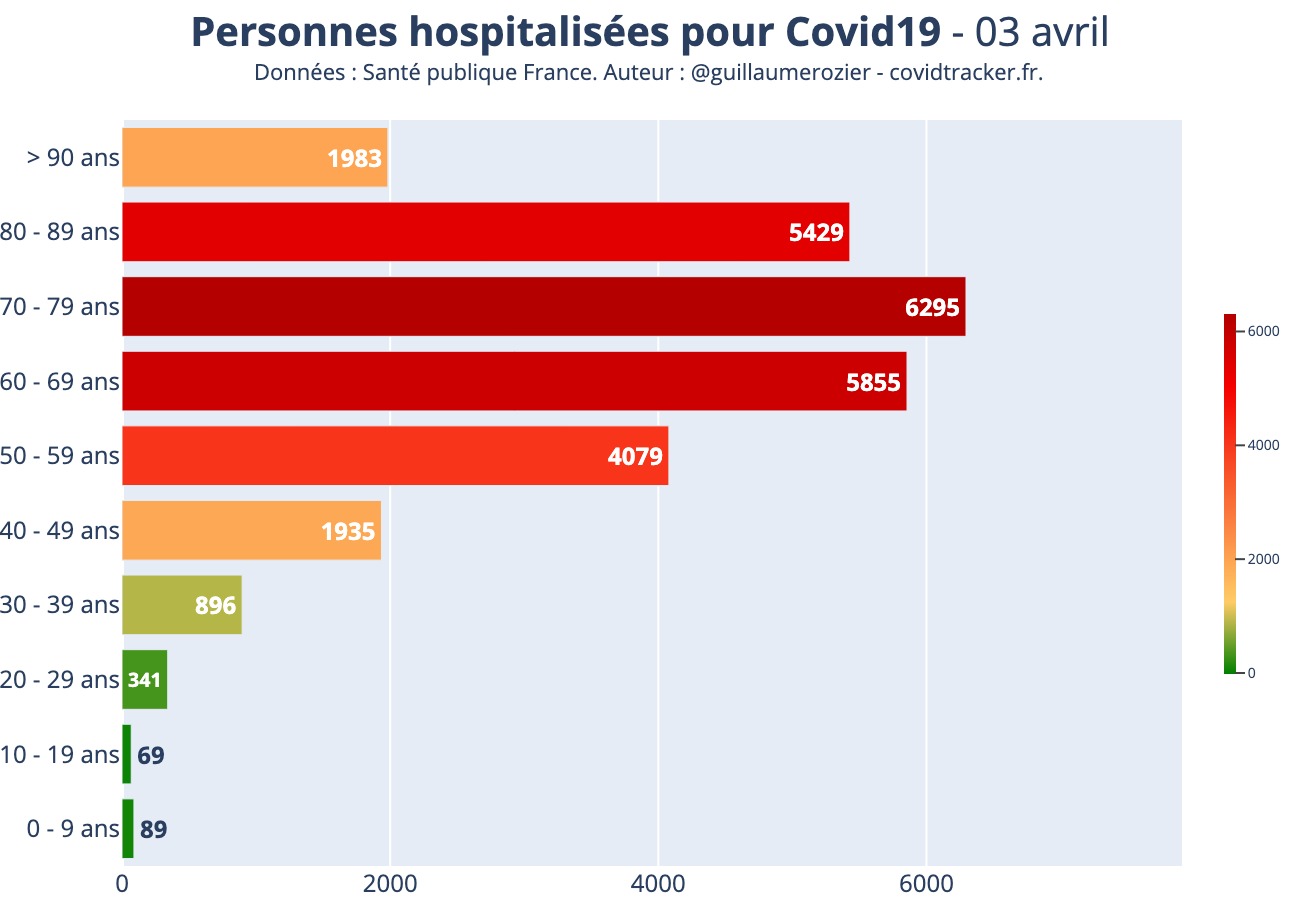 Personnes hospitalisées pour Covid19 - 03 avril
Données : Santé publique France. Auteur : @guillaumerozier - covidtracker.fr.
> 90 ans 1983
80 - 89 ans 5429
70 - 79 ans 6295
60 - 69 ans 5855
50 - 59 ans 4079
40 - 49 ans 1935
30 - 39 ans 896
20 - 29 ans 341
10 - 19 ans 69
0 - 9 ans 89
0 2000 4000 6000
6000
4000
2000
0